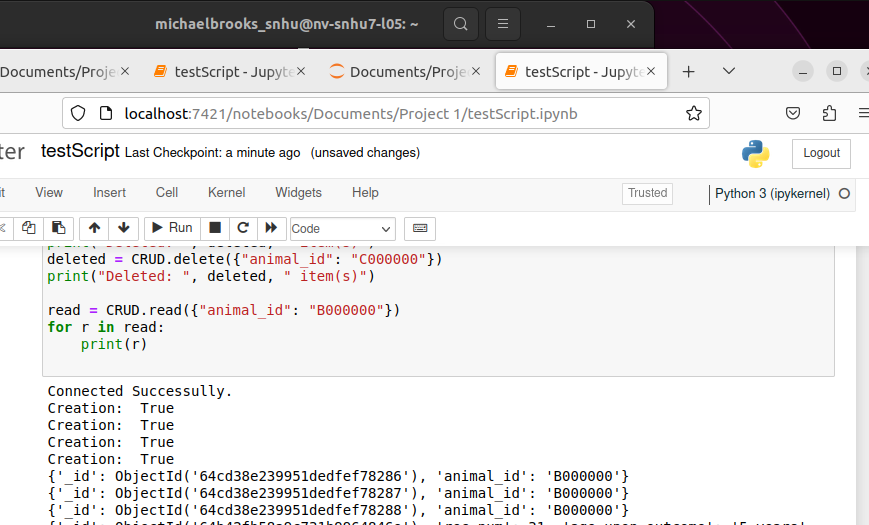 michaelbrooks_snhu@nv-snhu7-l05: ~
Documents/Proje testScript - Jupyte Documents/Proje testScript - Jupyte
localhost:7421/notebooks/Documents/Project 1/testScript.ipynb
ter testScript Last Checkpoint: a minute ago (unsaved changes) Logout
it View Insert Cell Kernel Widgets Help Trusted Python 3 (ipykernel)
Run Code
print("Deleted: ", deleted, " item(s)")
deleted = CRUD.delete({"animal_id": "C000000"})
print("Deleted: ", deleted, " item(s)")
read = CRUD.read({"animal_id": "B000000"})
for r in read:
print(r)
Connected Successully.
Creation:  True
Creation:  True
Creation:  True
Creation:  True
{'_id': ObjectId('64cd38e239951dedfef78286'), 'animal_id': 'B000000'}
{'_id': ObjectId('64cd38e239951dedfef78287'), 'animal_id': 'B000000'}
{'_id': ObjectId('64cd38e239951dedfef78288'), 'animal_id': 'B000000'}